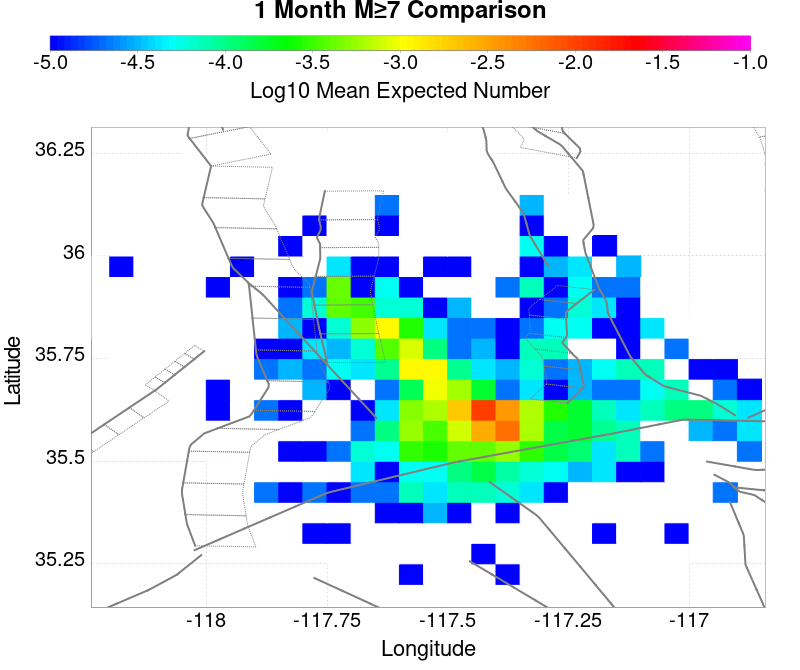 1 Month M≥7 Comparison
-5.0 -4.5 -4.0 -3.5 -3.0 -2.5 -2.0 -1.5 -1.0
Log10 Mean Expected Number
36.25
36
35.75
35.5
35.25
Latitude
-118 -117.75 -117.5 -117.25 -117
Longitude